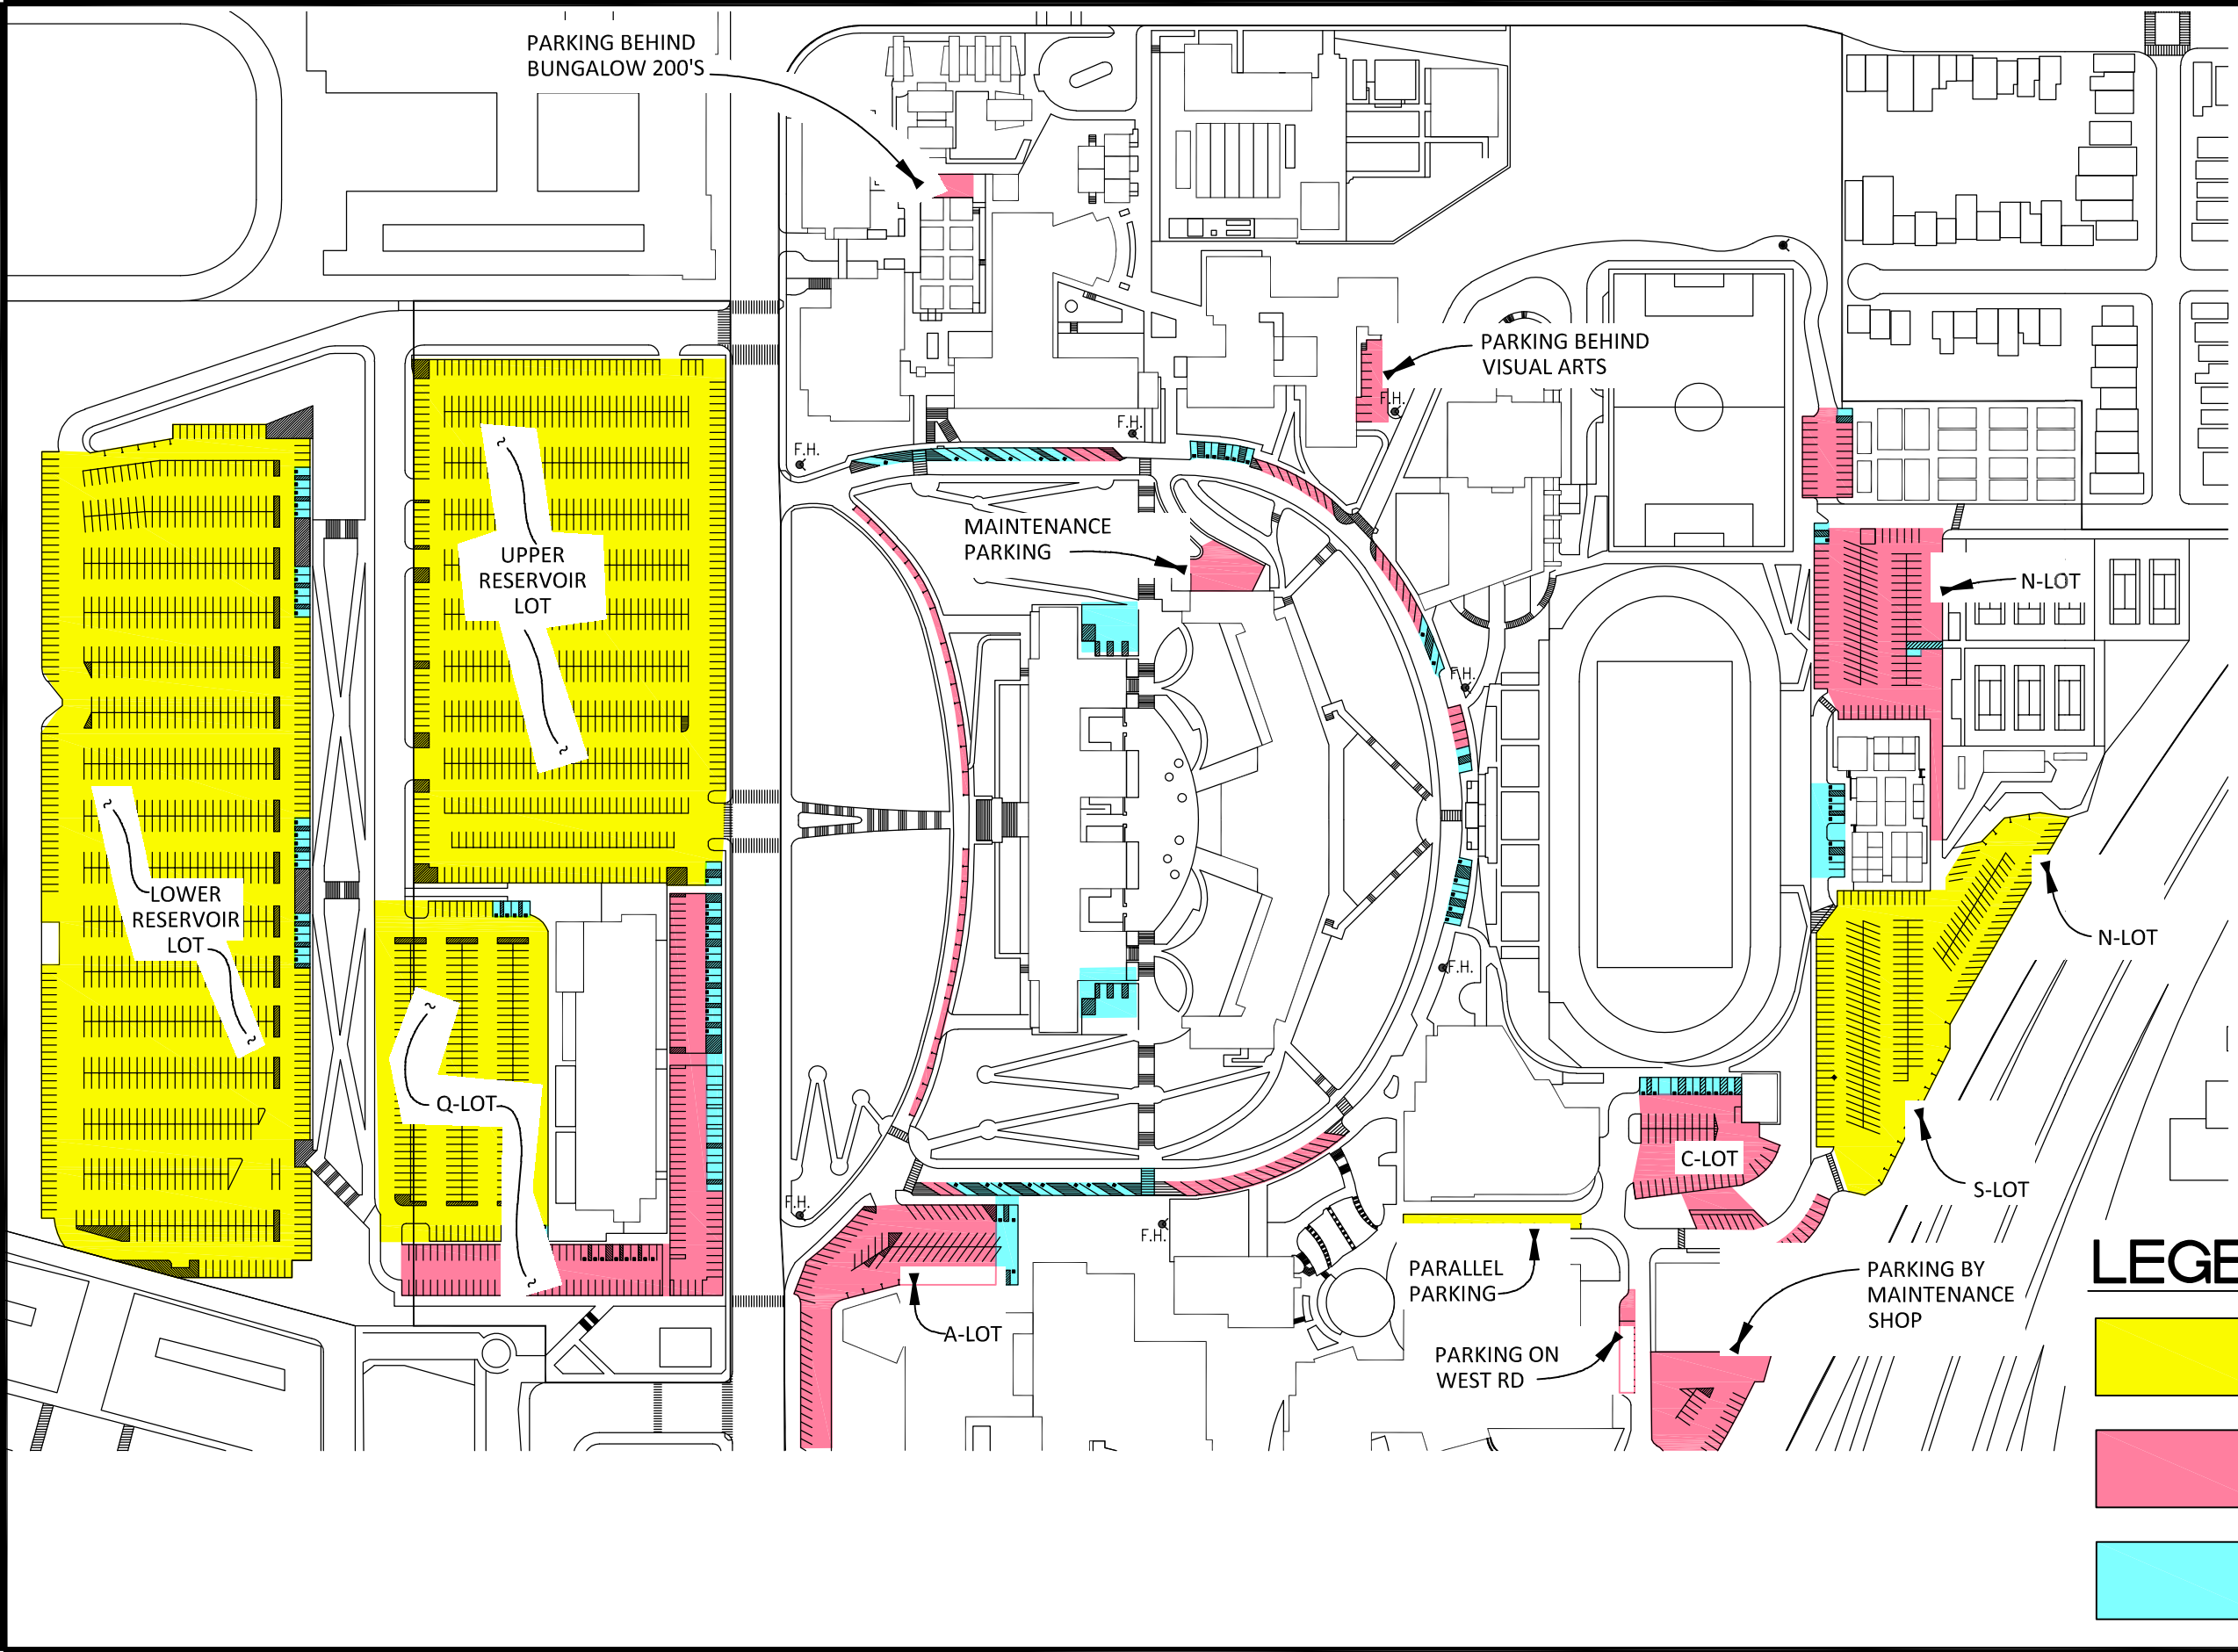 PARKING BEHIND
BUNGALOW 200'S
PARKING BEHIND
VISUAL ARTS
F.H.
F.H.
F.H.
MAINTENANCE
PARKING
UPPER
RESERVOIR
LOT
N-LOT
F.H.
LOWER
RESERVOIR
LOT
N-LOT
F.H.
Q-LOT
C-LOT
S-LOT
F.H.
F.H.
PARALLEL
PARKING
PARKING BY
MAINTENANCE
SHOP
A-LOT
PARKING ON
WEST RD
LEGE